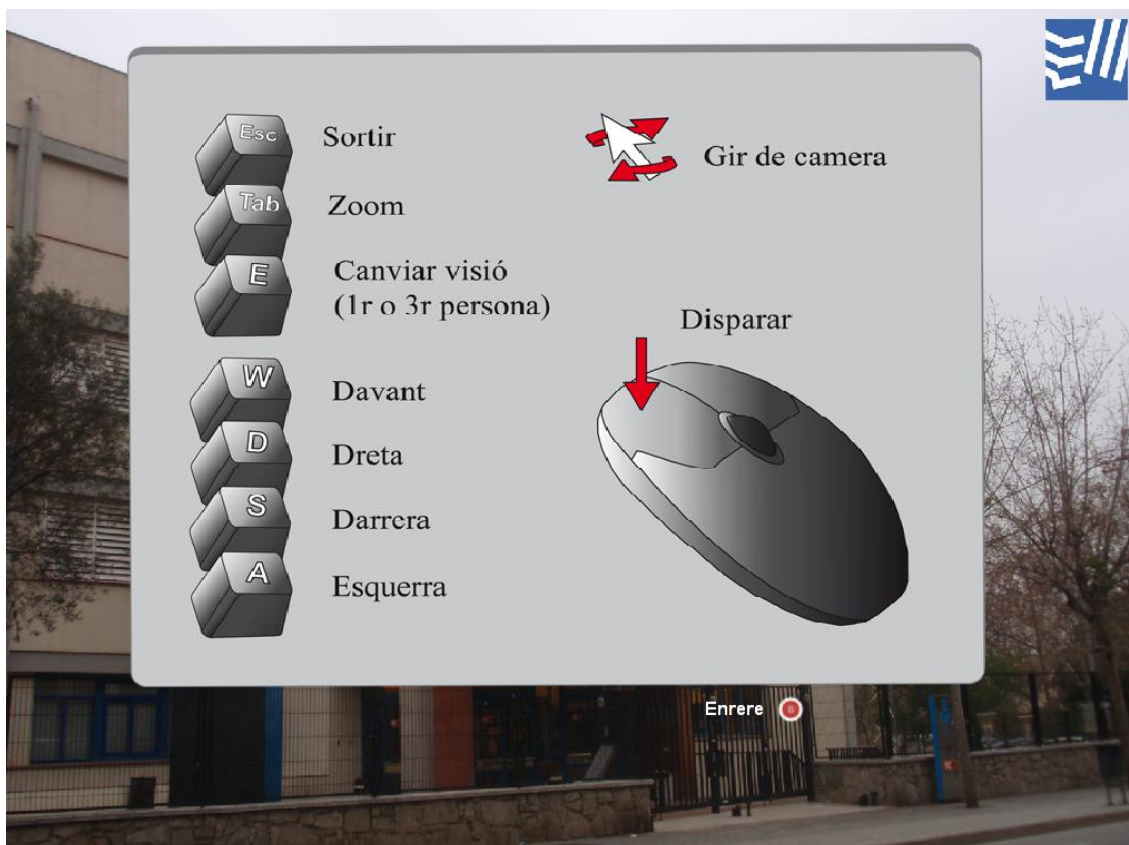 Esc Sortir
Tab Zoom
E Canviar visió
(1r o 3r persona)
W Davant
D Dreta
S Darrera
A Esquerra
Gir de camera
Disparar
Enrere B